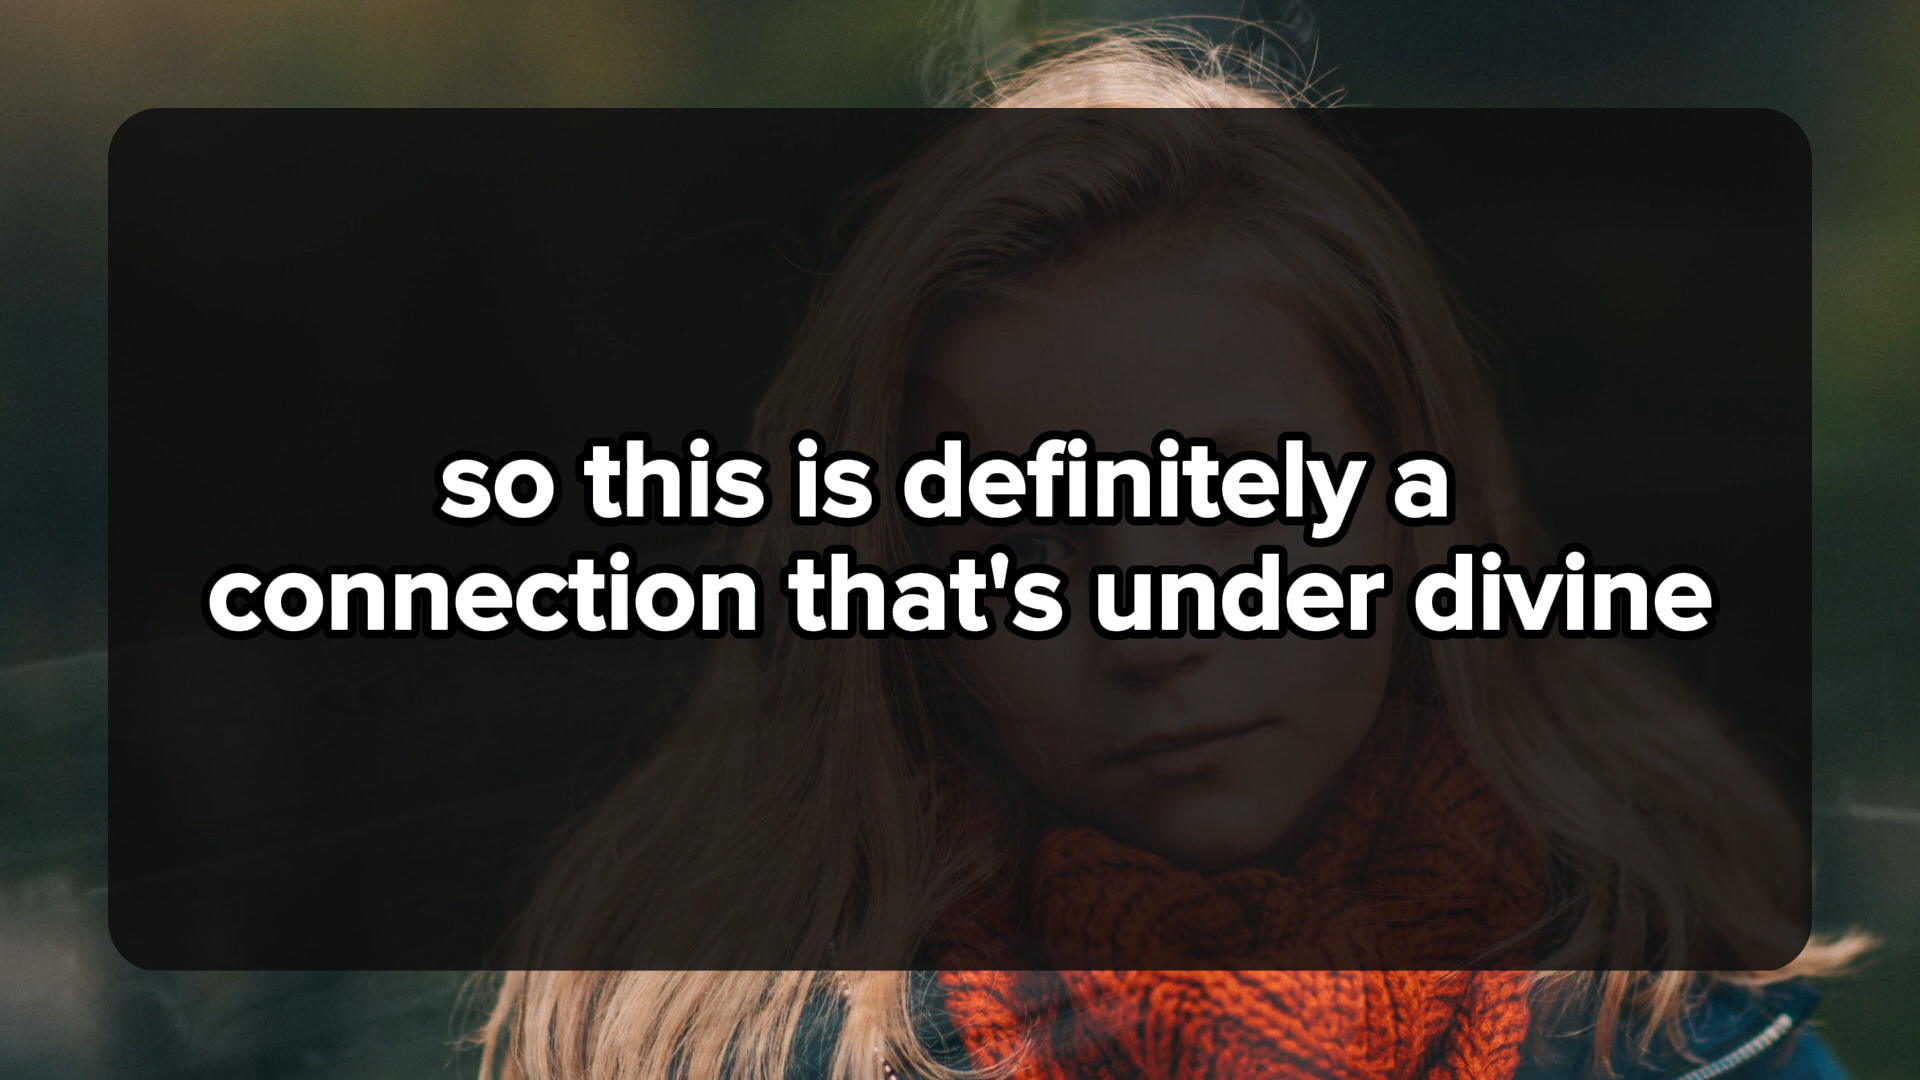 so this is definitely a
connection that's under divine